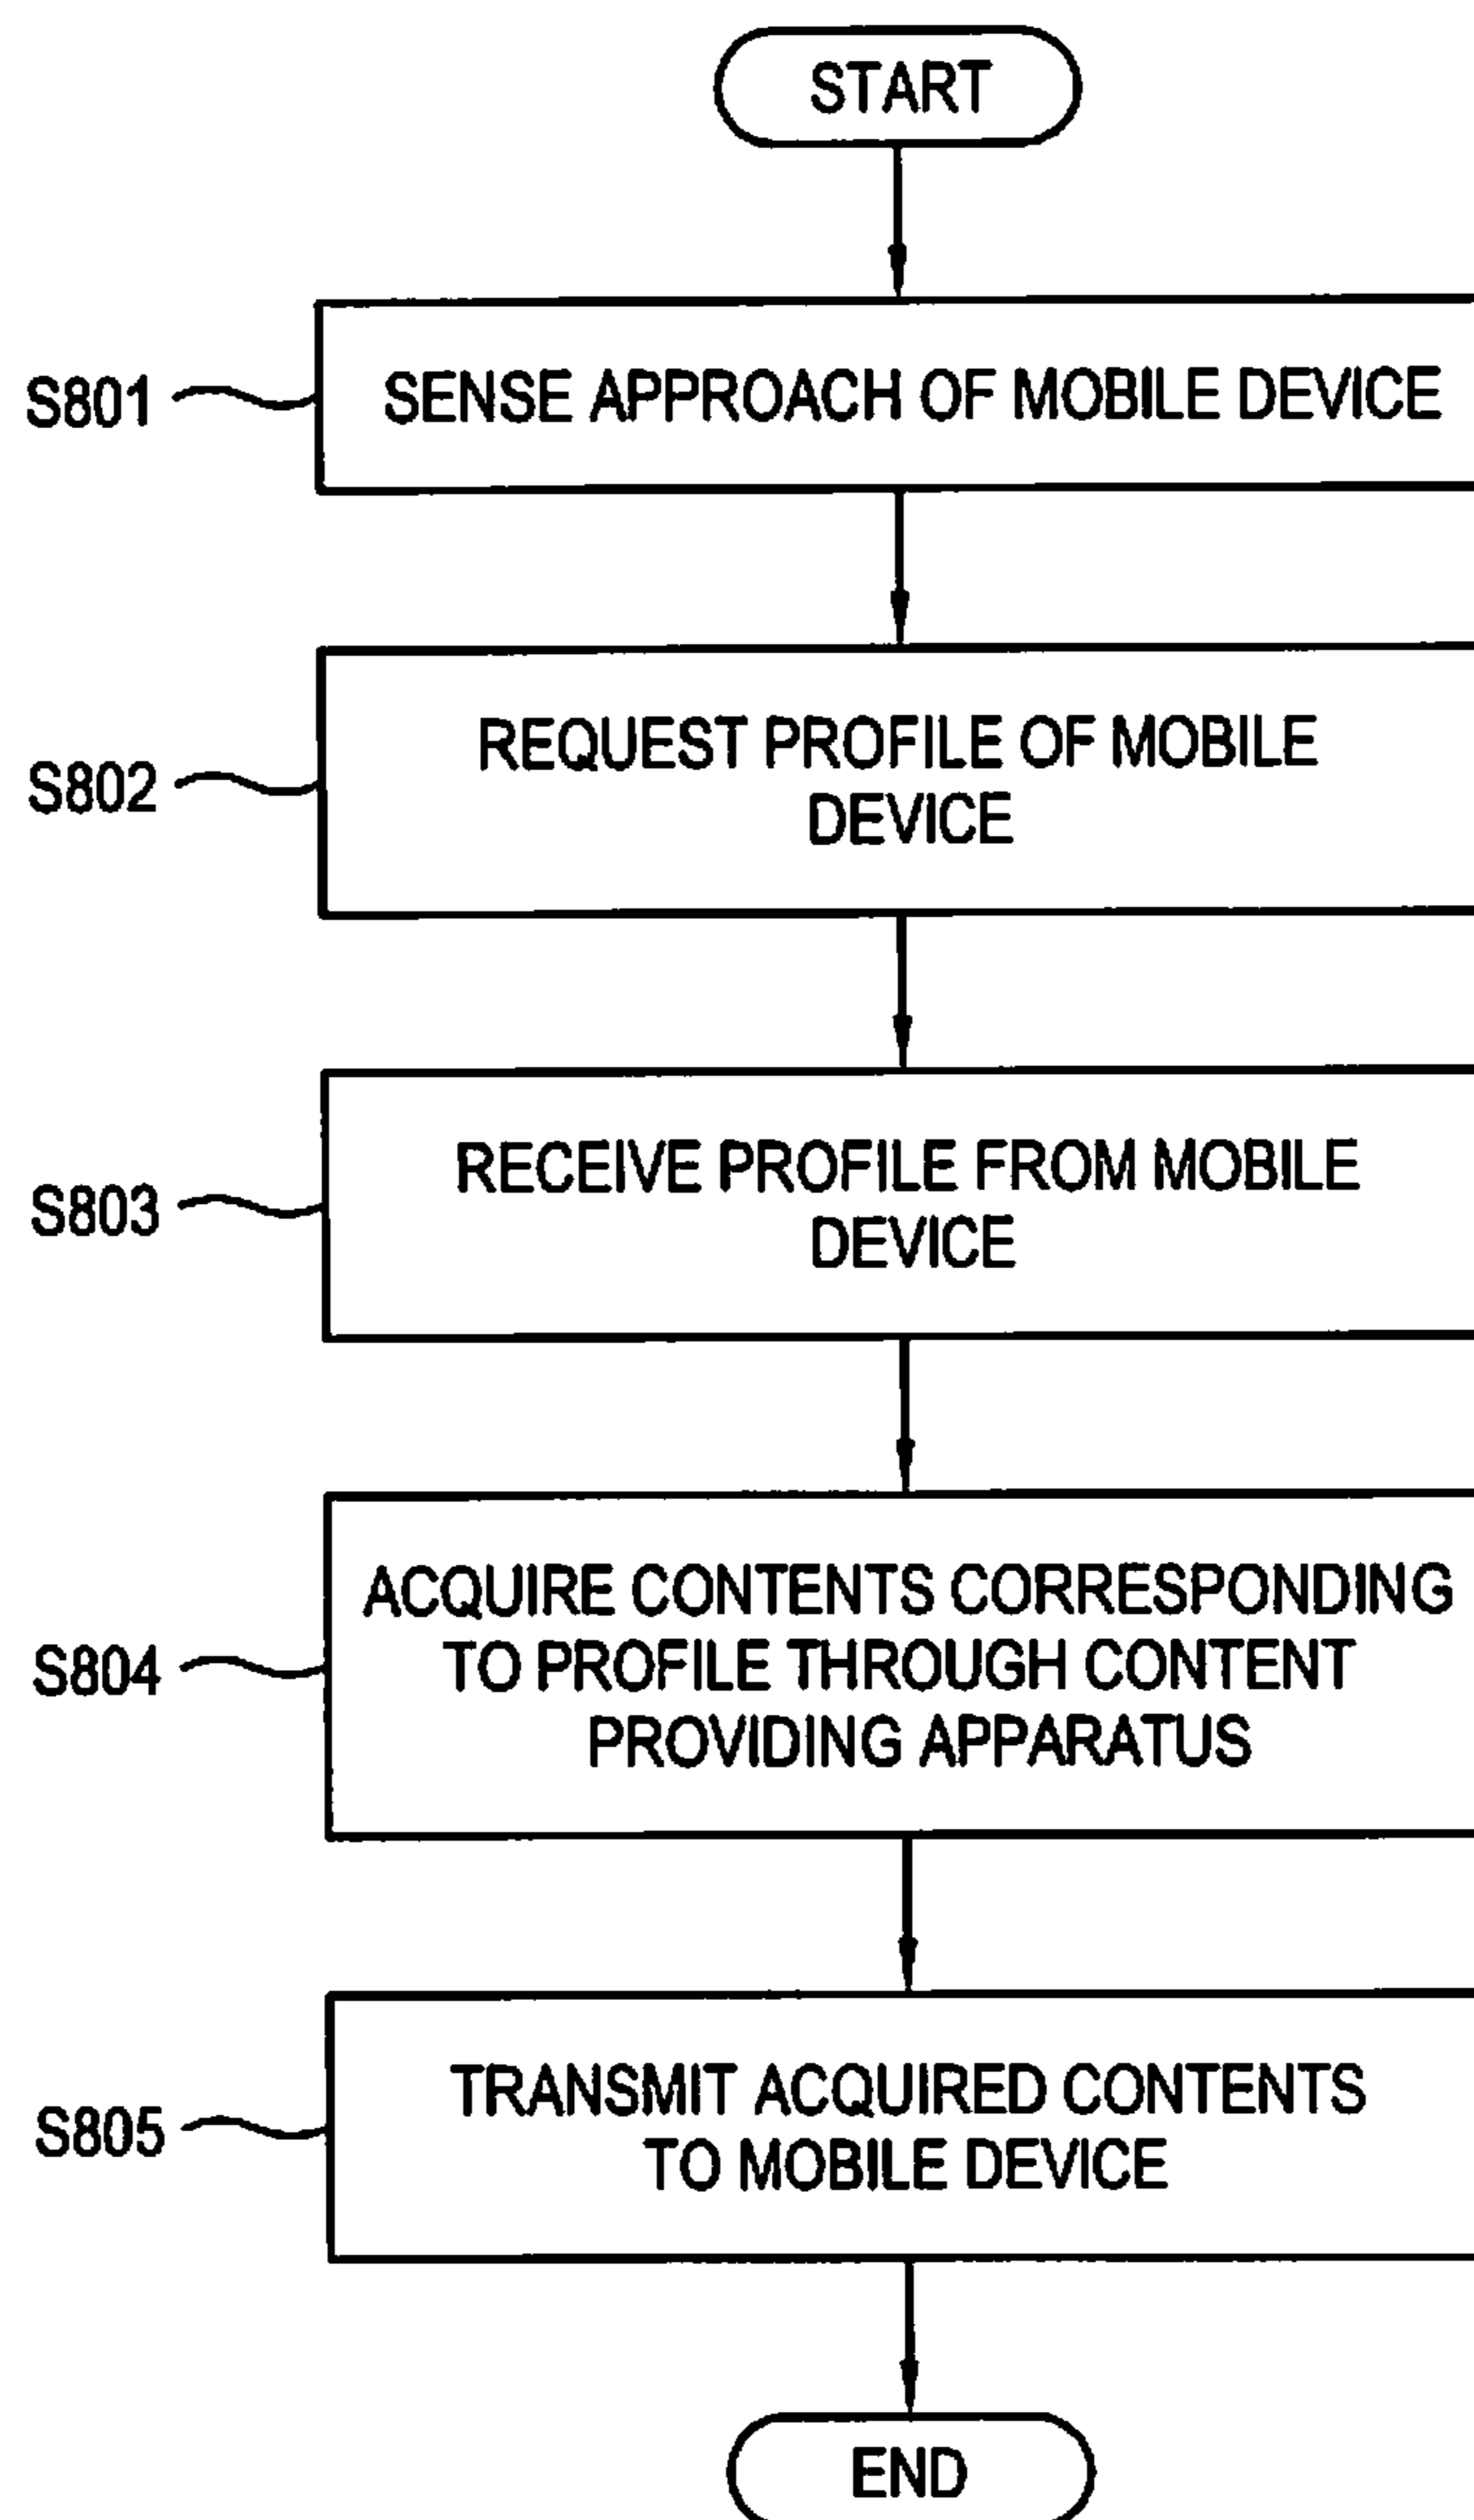 START
S801
SENSE APPROACH OF MOBILE DEVICE
S802
REQUEST PROFILE OF MOBILE
DEVICE
S803
RECEIVE PROFILE FROM MOBILE
DEVICE
S804
ACQUIRE CONTENTS CORRESPONDING
TO PROFILE THROUGH CONTENT
PROVIDING APPARATUS
S805
TRANSMIT ACQUIRED CONTENTS
TO MOBILE DEVICE
END